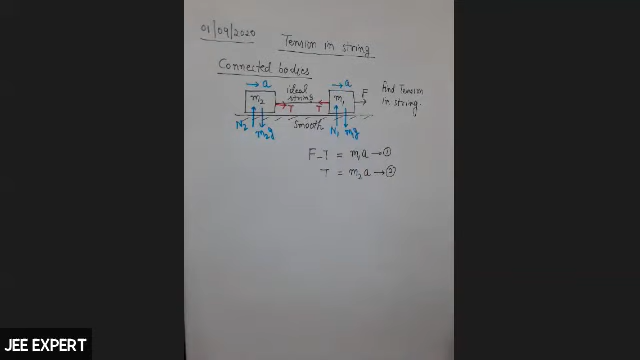 01/09/2020
Tension in string
Connected bodies
→a
ideal string
→a
m₂
T
T
m₁
F
find Tension in string.
N₂
m₂g
smooth
N₁
m₁g
F-T = m₁a →①
T = m₂a →②
JEE EXPERT